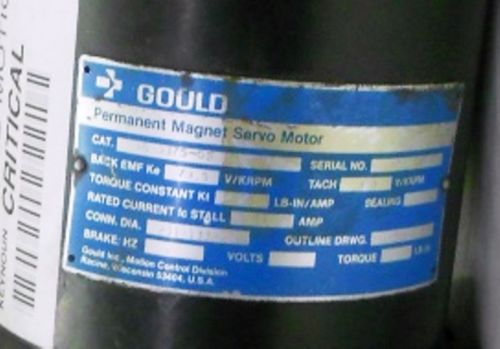 CRITICAL
GOULD
Permanent Magnet Servo Motor
CAT. SERIAL NO.
BACK EMF Ke V/KRPM TACH V/KRPM
TORQUE CONSTANT Kt LB-IN/AMP SEALING
RATED CURRENT Ic STALL AMP
CONN. DIA. OUTLINE DRWG.
BRAKE: HZ VOLTS TORQUE LB-IN
Gould Inc., Motion Control Division
Racine, Wisconsin 53404, U.S.A.